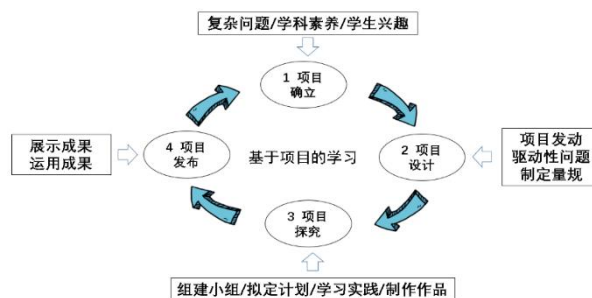 复杂问题/学科素养/学生兴趣
1 项目
确立
展示成果
运用成果
4 项目
发布
基于项目的学习
2 项目
设计
项目发动
驱动性问题
制定量规
3 项目
探究
组建小组/拟定计划/学习实践/制作作品